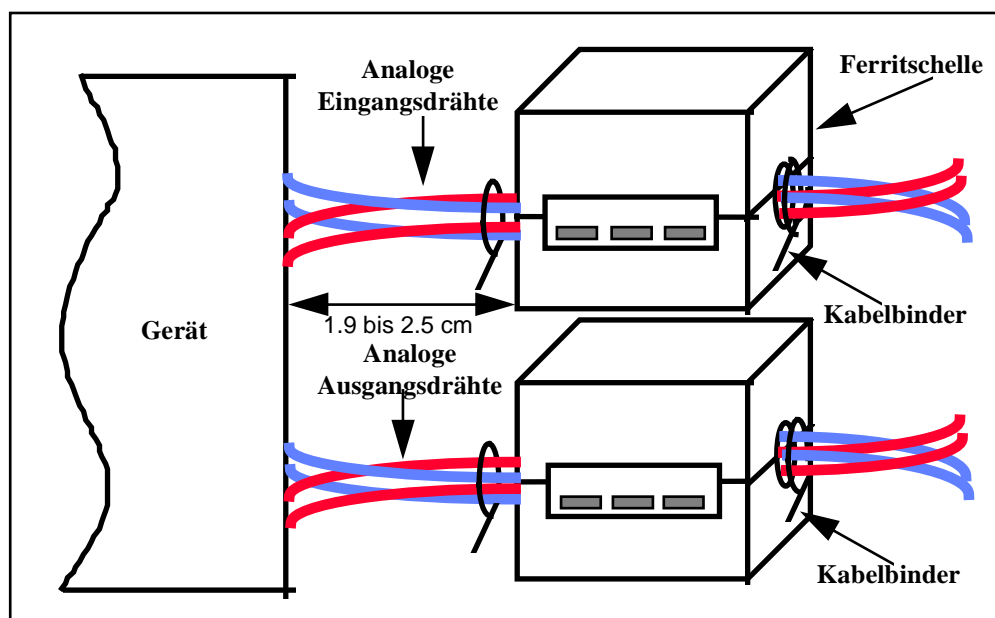 Analoge
Eingangsdrähte
Ferritschelle
Gerät
1.9 bis 2.5 cm
Kabelbinder
Analoge
Ausgangsdrähte
Kabelbinder